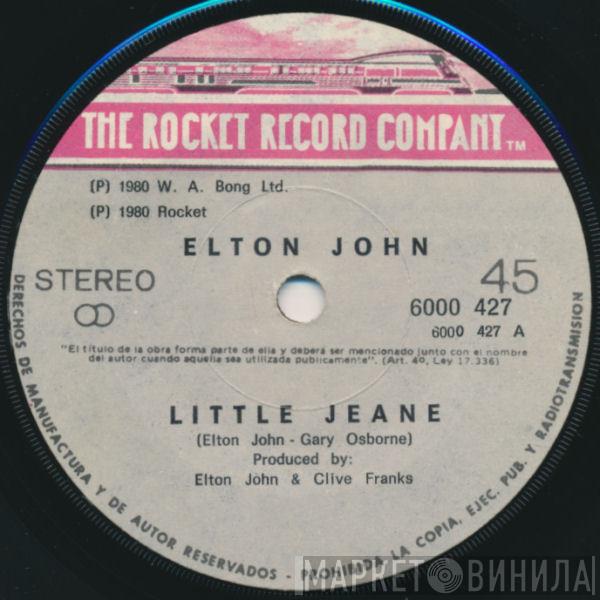 THE ROCKET RECORD COMPANY TM
(P) 1980 W. A. Bong Ltd.
(P) 1980 Rocket
ELTON JOHN
STEREO
45
6000 427
6000 427 A
"El título de la obra forma parte de ella y deberá ser mencionado junto con el nombre
del autor cuando aquella sea utilizada públicamente". (Art. 40, Ley 17.336)
LITTLE JEANE
(Elton John - Gary Osborne)
Produced by:
Elton John & Clive Franks
DERECHOS DE MANUFACTURA Y DE AUTOR RESERVADOS - PROHIBIDA LA COPIA, EJEC. PUB. Y RADIOTRANSMISION
МАРКЕТ ВИНИЛА